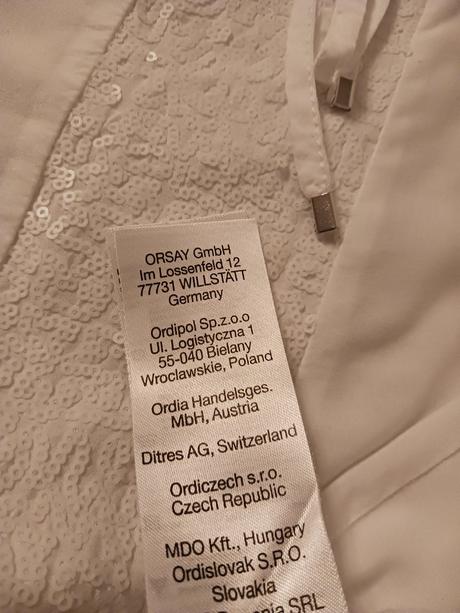 ORSAY GmbH
Im Lossenfeld 12
77731 WILLSTÄTT
Germany
Ordipol Sp.z.o.o
Ul. Logistyczna 1
55-040 Bielany
Wroclawskie, Poland
Ordia Handelsges.
MbH, Austria
Ditres AG, Switzerland
Ordiczech s.r.o.
Czech Republic
MDO Kft., Hungary
Ordislovak S.R.O.
Slovakia
SRL